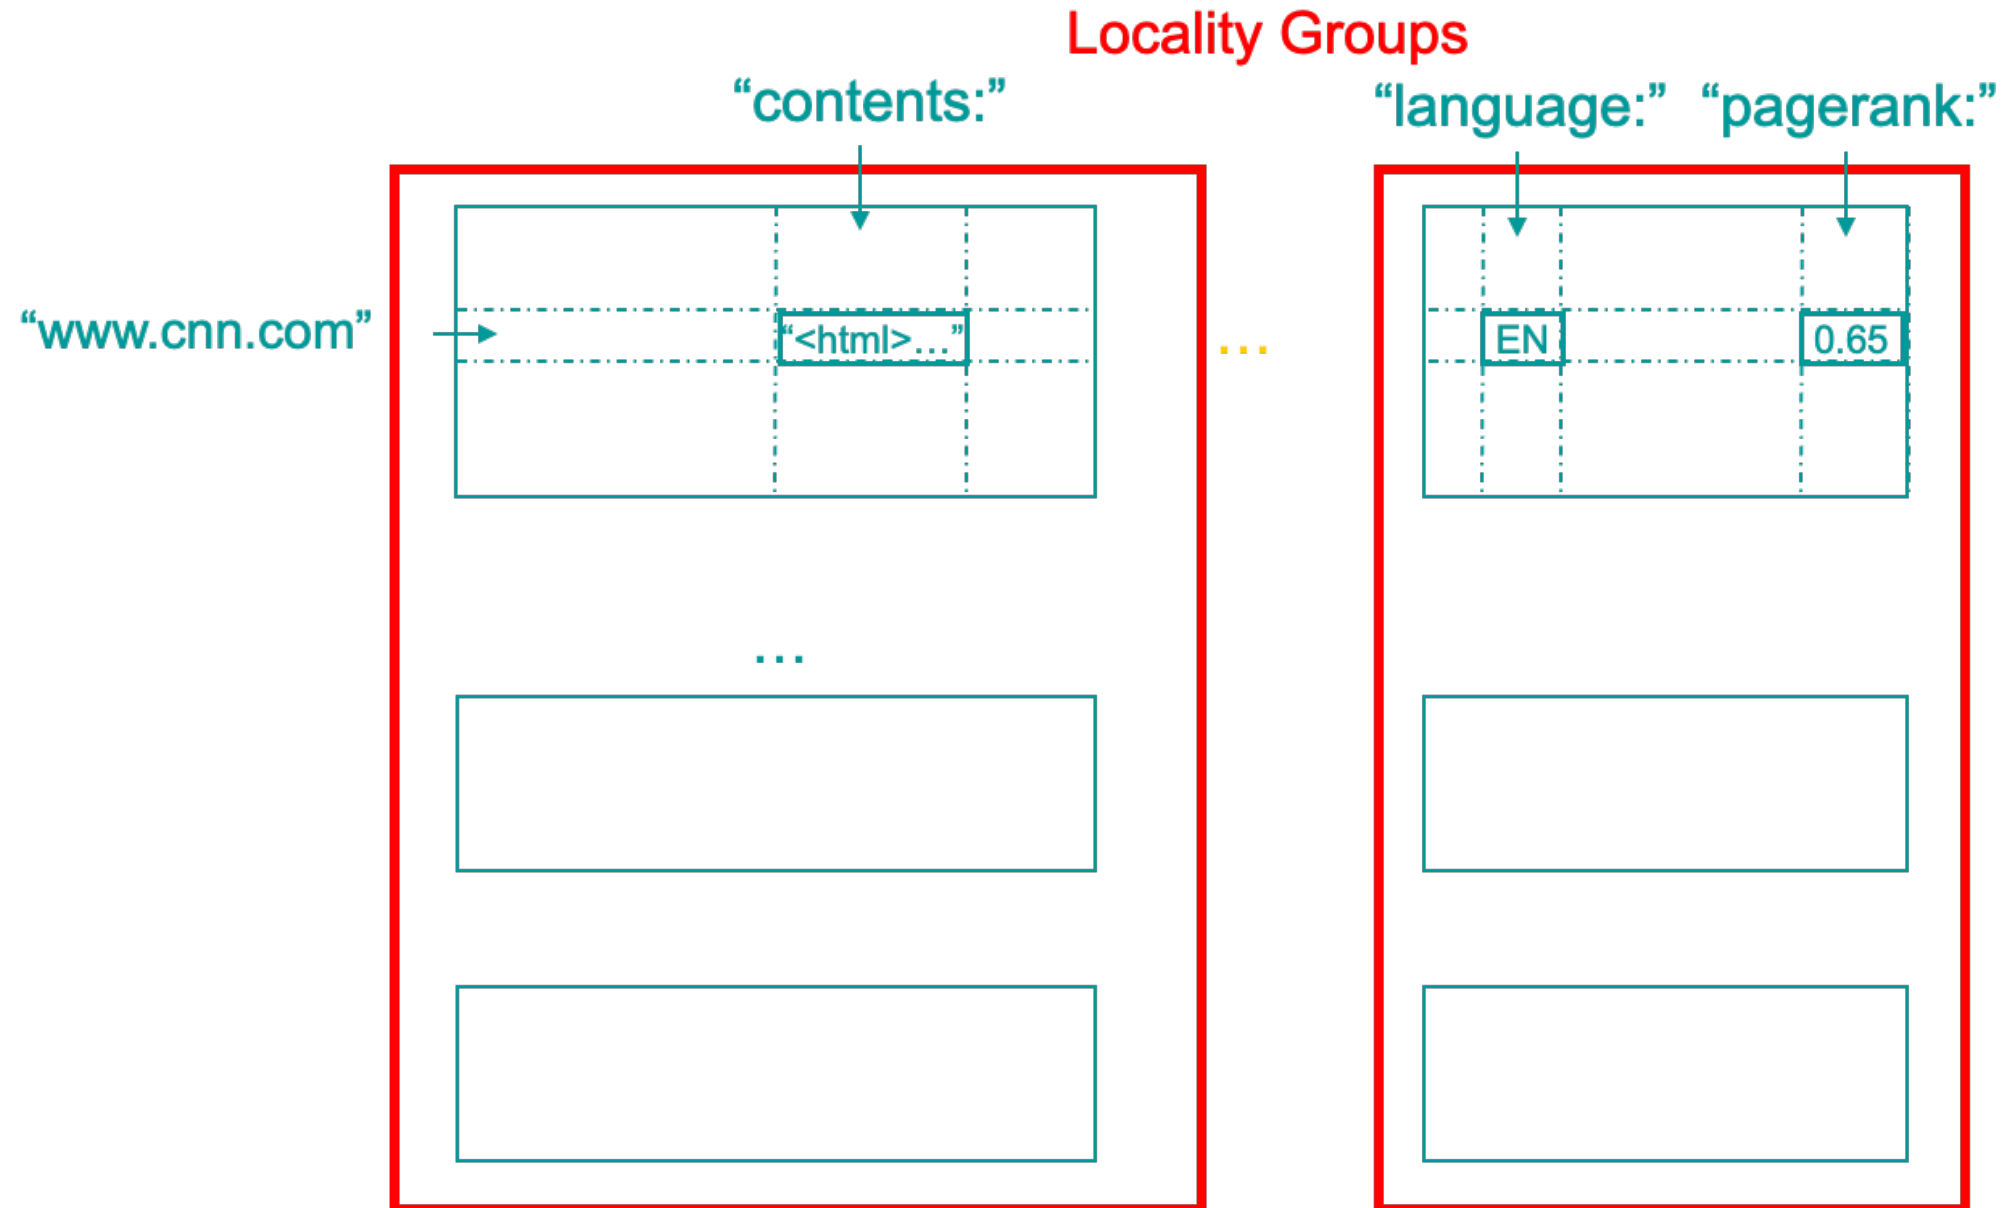 Locality Groups
“contents:”
“language:” “pagerank:”
“www.cnn.com”
“<html>…”
…
EN
0.65
…